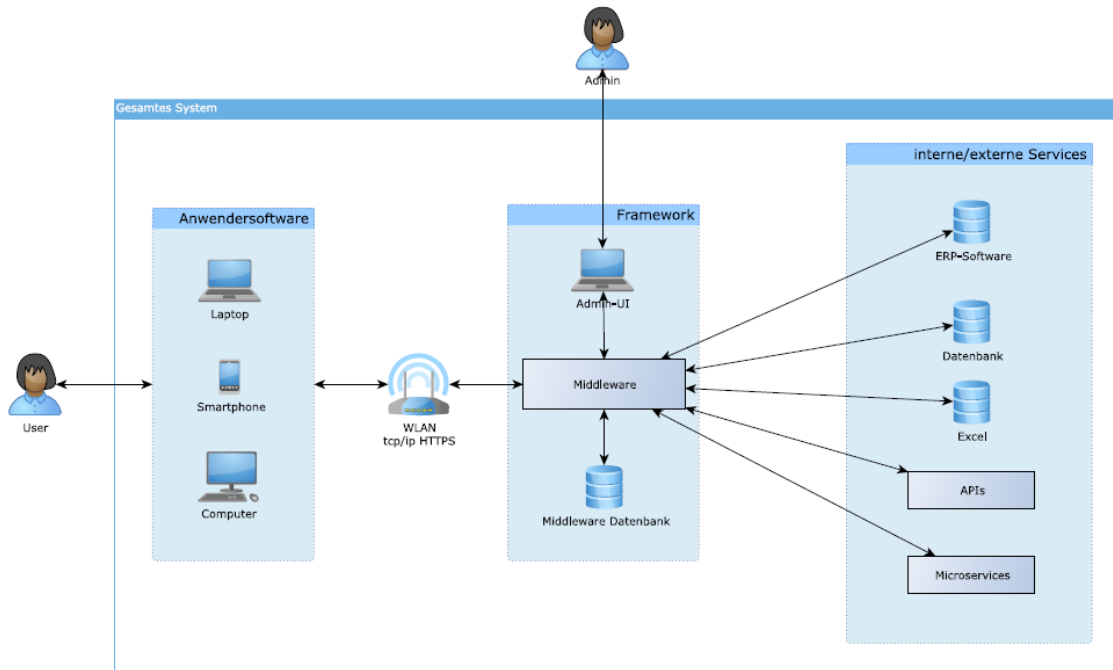 Admin
Gesamtes System
interne/externe Services
Anwendersoftware
Framework
ERP-Software
Admin-UI
Laptop
Datenbank
Middleware
Smartphone
User
WLAN
tcp/ip HTTPS
Excel
APIs
Computer
Middleware Datenbank
Microservices